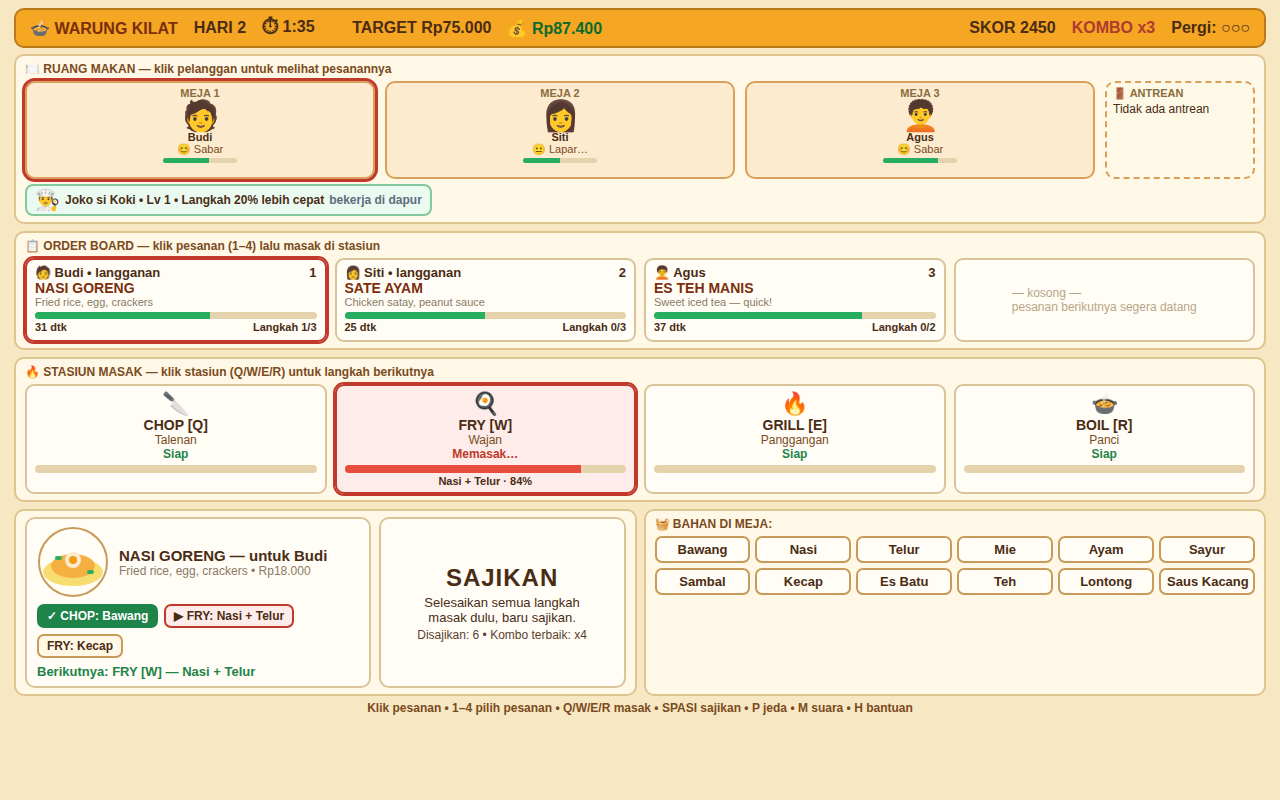 WARUNG KILAT HARI 2 1:35 TARGET Rp75.000 Rp87.400 SKOR 2450 KOMBO x3 Pergi: ○○○
RUANG MAKAN — klik pelanggan untuk melihat pesanannya
MEJA 1
Budi
Sabar
MEJA 2
Siti
Lapar…
MEJA 3
Agus
Sabar
ANTREAN
Tidak ada antrean
Joko si Koki • Lv 1 • Langkah 20% lebih cepat bekerja di dapur
ORDER BOARD — klik pesanan (1–4) lalu masak di stasiun
Budi • langganan 1
NASI GORENG
Fried rice, egg, crackers
31 dtk Langkah 1/3
Siti • langganan 2
SATE AYAM
Chicken satay, peanut sauce
25 dtk Langkah 0/3
Agus 3
ES TEH MANIS
Sweet iced tea — quick!
37 dtk Langkah 0/2
— kosong —
pesanan berikutnya segera datang
STASIUN MASAK — klik stasiun (Q/W/E/R) untuk langkah berikutnya
CHOP [Q]
Talenan
Siap
FRY [W]
Wajan
Memasak…
Nasi + Telur · 84%
GRILL [E]
Panggangan
Siap
BOIL [R]
Panci
Siap
NASI GORENG — untuk Budi
Fried rice, egg, crackers • Rp18.000
✓ CHOP: Bawang ▶ FRY: Nasi + Telur
FRY: Kecap
Berikutnya: FRY [W] — Nasi + Telur
SAJIKAN
Selesaikan semua langkah
masak dulu, baru sajikan.
Disajikan: 6 • Kombo terbaik: x4
BAHAN DI MEJA:
Bawang Nasi Telur Mie Ayam Sayur
Sambal Kecap Es Batu Teh Lontong Saus Kacang
Klik pesanan • 1–4 pilih pesanan • Q/W/E/R masak • SPASI sajikan • P jeda • M suara • H bantuan